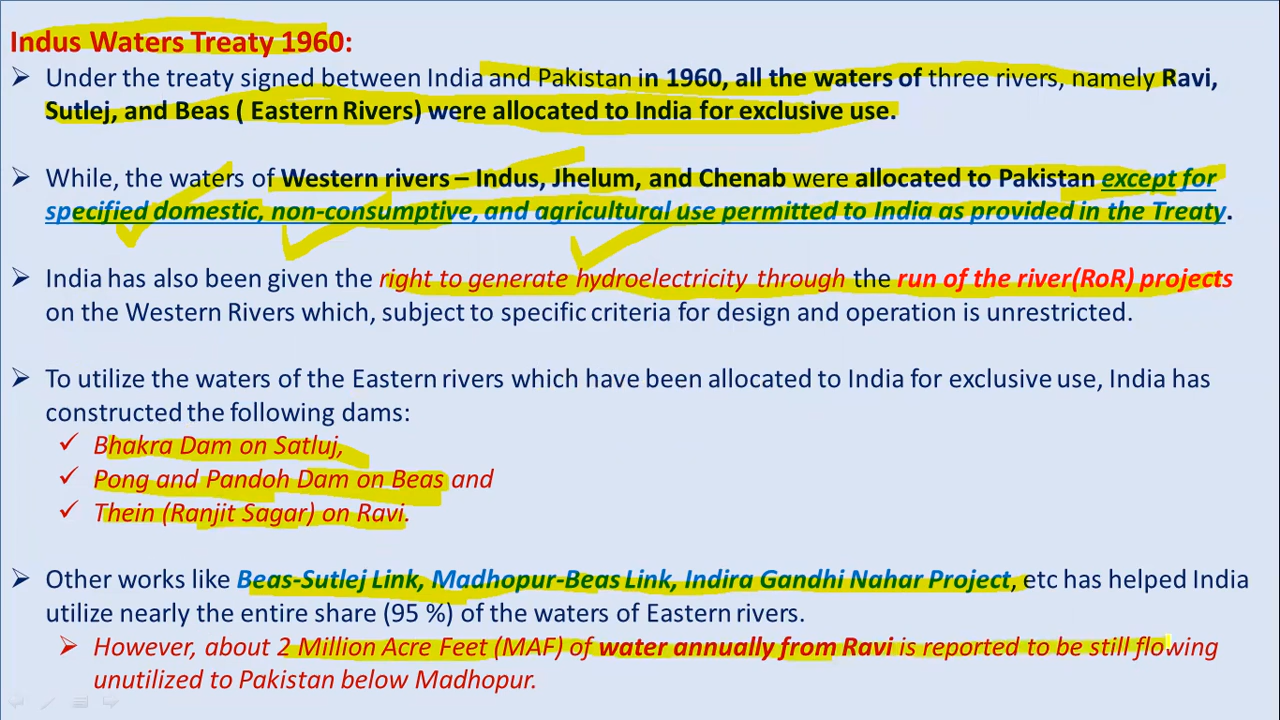 Indus Waters Treaty 1960:
➢ Under the treaty signed between India and Pakistan in 1960, all the waters of three rivers, namely Ravi,
Sutlej, and Beas ( Eastern Rivers) were allocated to India for exclusive use.
➢ While, the waters of Western rivers – Indus, Jhelum, and Chenab were allocated to Pakistan except for
specified domestic, non-consumptive, and agricultural use permitted to India as provided in the Treaty.
➢ India has also been given the right to generate hydroelectricity through the run of the river(RoR) projects
on the Western Rivers which, subject to specific criteria for design and operation is unrestricted.
➢ To utilize the waters of the Eastern rivers which have been allocated to India for exclusive use, India has
constructed the following dams:
✓ Bhakra Dam on Satluj,
✓ Pong and Pandoh Dam on Beas and
✓ Thein (Ranjit Sagar) on Ravi.
➢ Other works like Beas-Sutlej Link, Madhopur-Beas Link, Indira Gandhi Nahar Project, etc has helped India
utilize nearly the entire share (95 %) of the waters of Eastern rivers.
➢ However, about 2 Million Acre Feet (MAF) of water annually from Ravi is reported to be still flowing
unutilized to Pakistan below Madhopur.